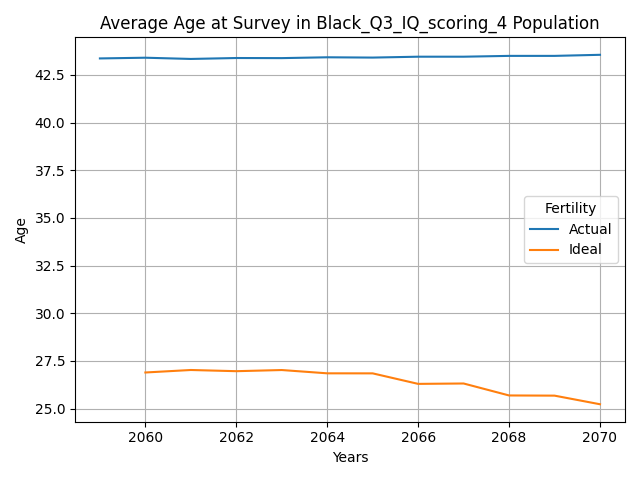 Average Age at Survey in Black_Q3_IQ_scoring_4 Population
Age
42.5
40.0
37.5
35.0
32.5
30.0
27.5
25.0
Fertility
Actual
Ideal
2060 2062 2064 2066 2068 2070
Years